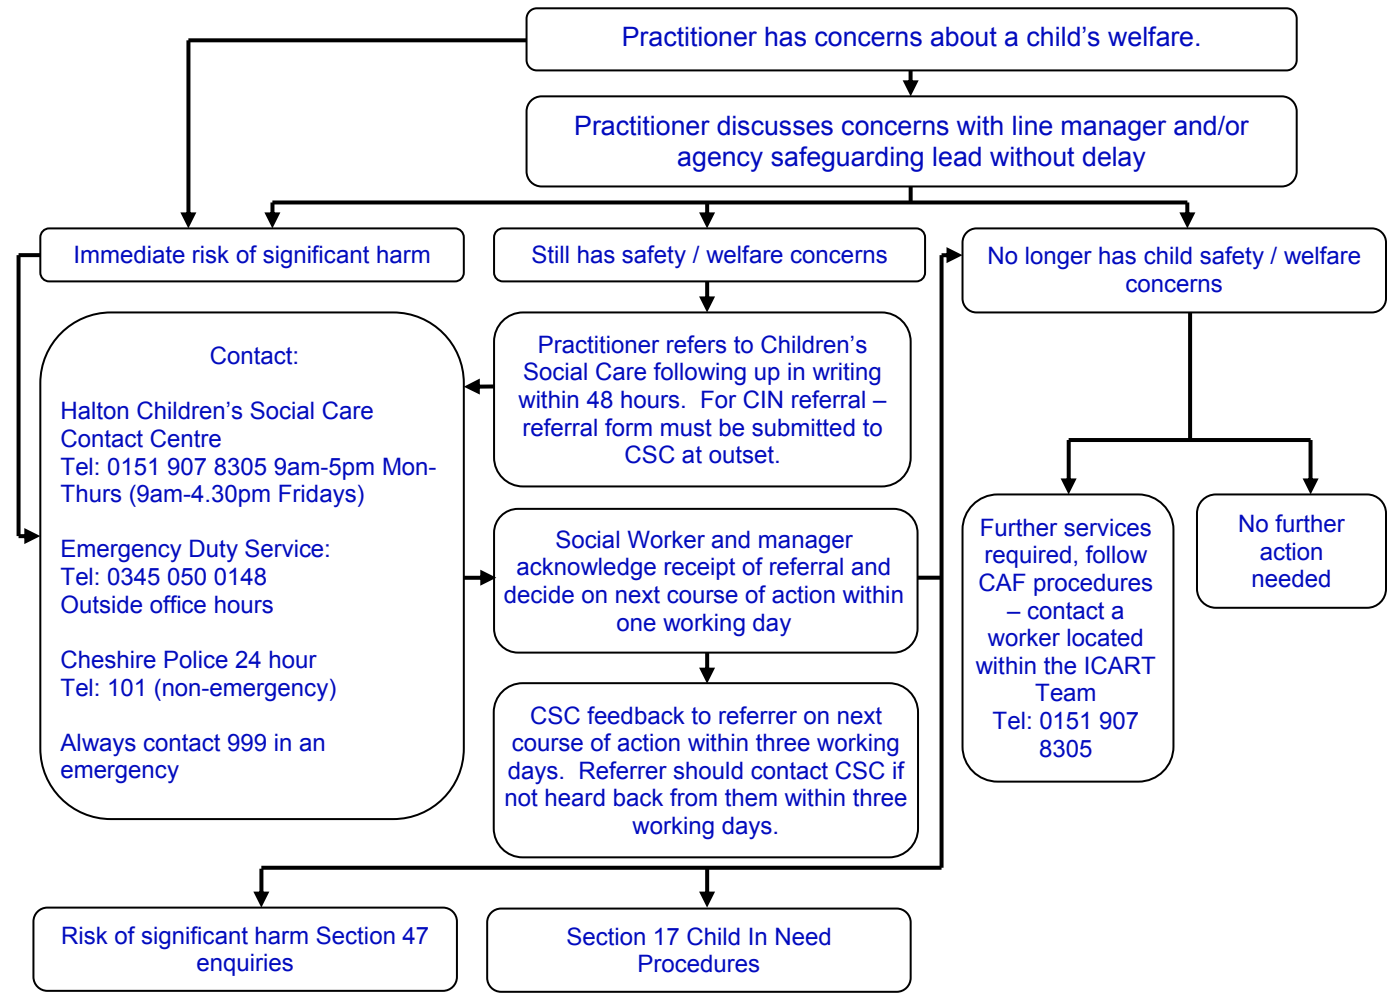 Practitioner has concerns about a child’s welfare.
Practitioner discusses concerns with line manager and/or
agency safeguarding lead without delay
Immediate risk of significant harm
Still has safety / welfare concerns
No longer has child safety / welfare
concerns
Contact:
Halton Children’s Social Care
Contact Centre
Tel: 0151 907 8305 9am-5pm Mon-
Thurs (9am-4.30pm Fridays)
Emergency Duty Service:
Tel: 0345 050 0148
Outside office hours
Cheshire Police 24 hour
Tel: 101 (non-emergency)
Always contact 999 in an
emergency
Practitioner refers to Children’s
Social Care following up in writing
within 48 hours.  For CIN referral –
referral form must be submitted to
CSC at outset.
Social Worker and manager
acknowledge receipt of referral and
decide on next course of action within
one working day
CSC feedback to referrer on next
course of action within three working
days.  Referrer should contact CSC if
not heard back from them within three
working days.
Further services
required, follow
CAF procedures
– contact a
worker located
within the ICART
Team
Tel: 0151 907
8305
No further
action
needed
Risk of significant harm Section 47
enquiries
Section 17 Child In Need
Procedures